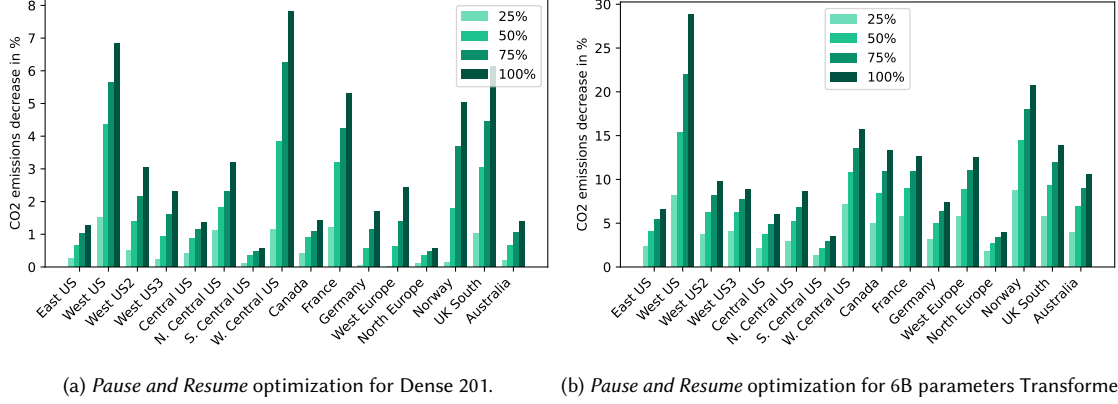 CO2 emissions decrease in %
8
7
6
5
4
3
2
1
0
25%
50%
75%
100%
East US
West US
West US2
West US3
Central US
N. Central US
S. Central US
W. Central US
Canada
France
Germany
West Europe
North Europe
Norway
UK South
Australia
(a) Pause and Resume optimization for Dense 201.
CO2 emissions decrease in %
30
25
20
15
10
5
0
25%
50%
75%
100%
East US
West US
West US2
West US3
Central US
N. Central US
S. Central US
W. Central US
Canada
France
Germany
West Europe
North Europe
Norway
UK South
Australia
(b) Pause and Resume optimization for 6B parameters Transforme